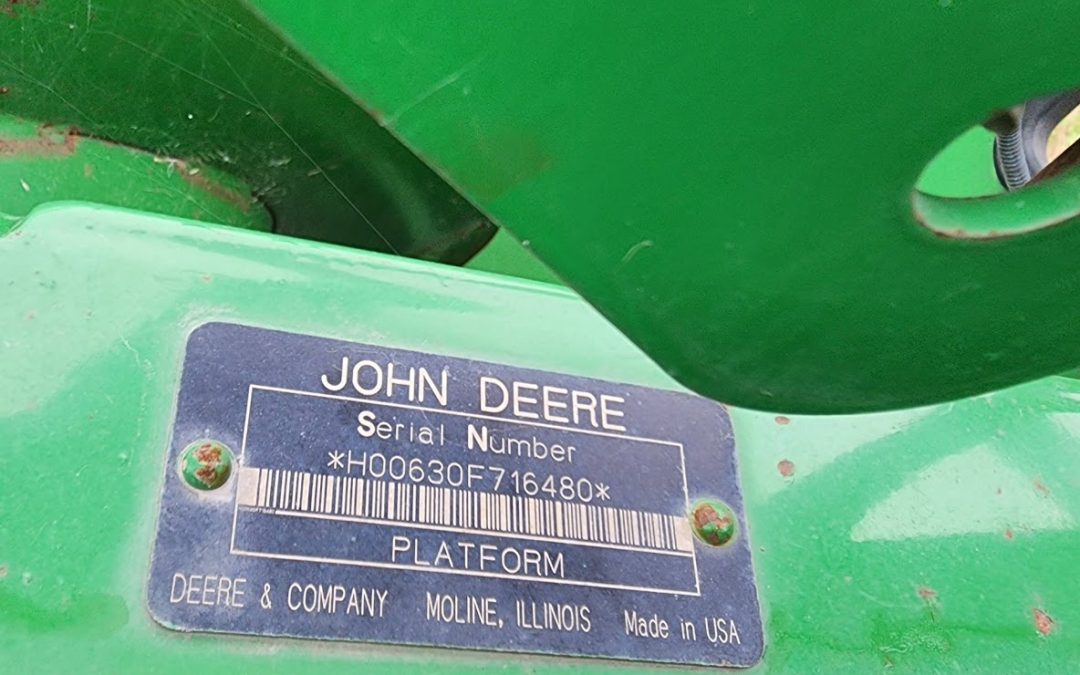 JOHN DEERE
Serial Number
*H00630F716480*
PLATFORM
DEERE & COMPANY MOLINE, ILLINOIS Made in USA